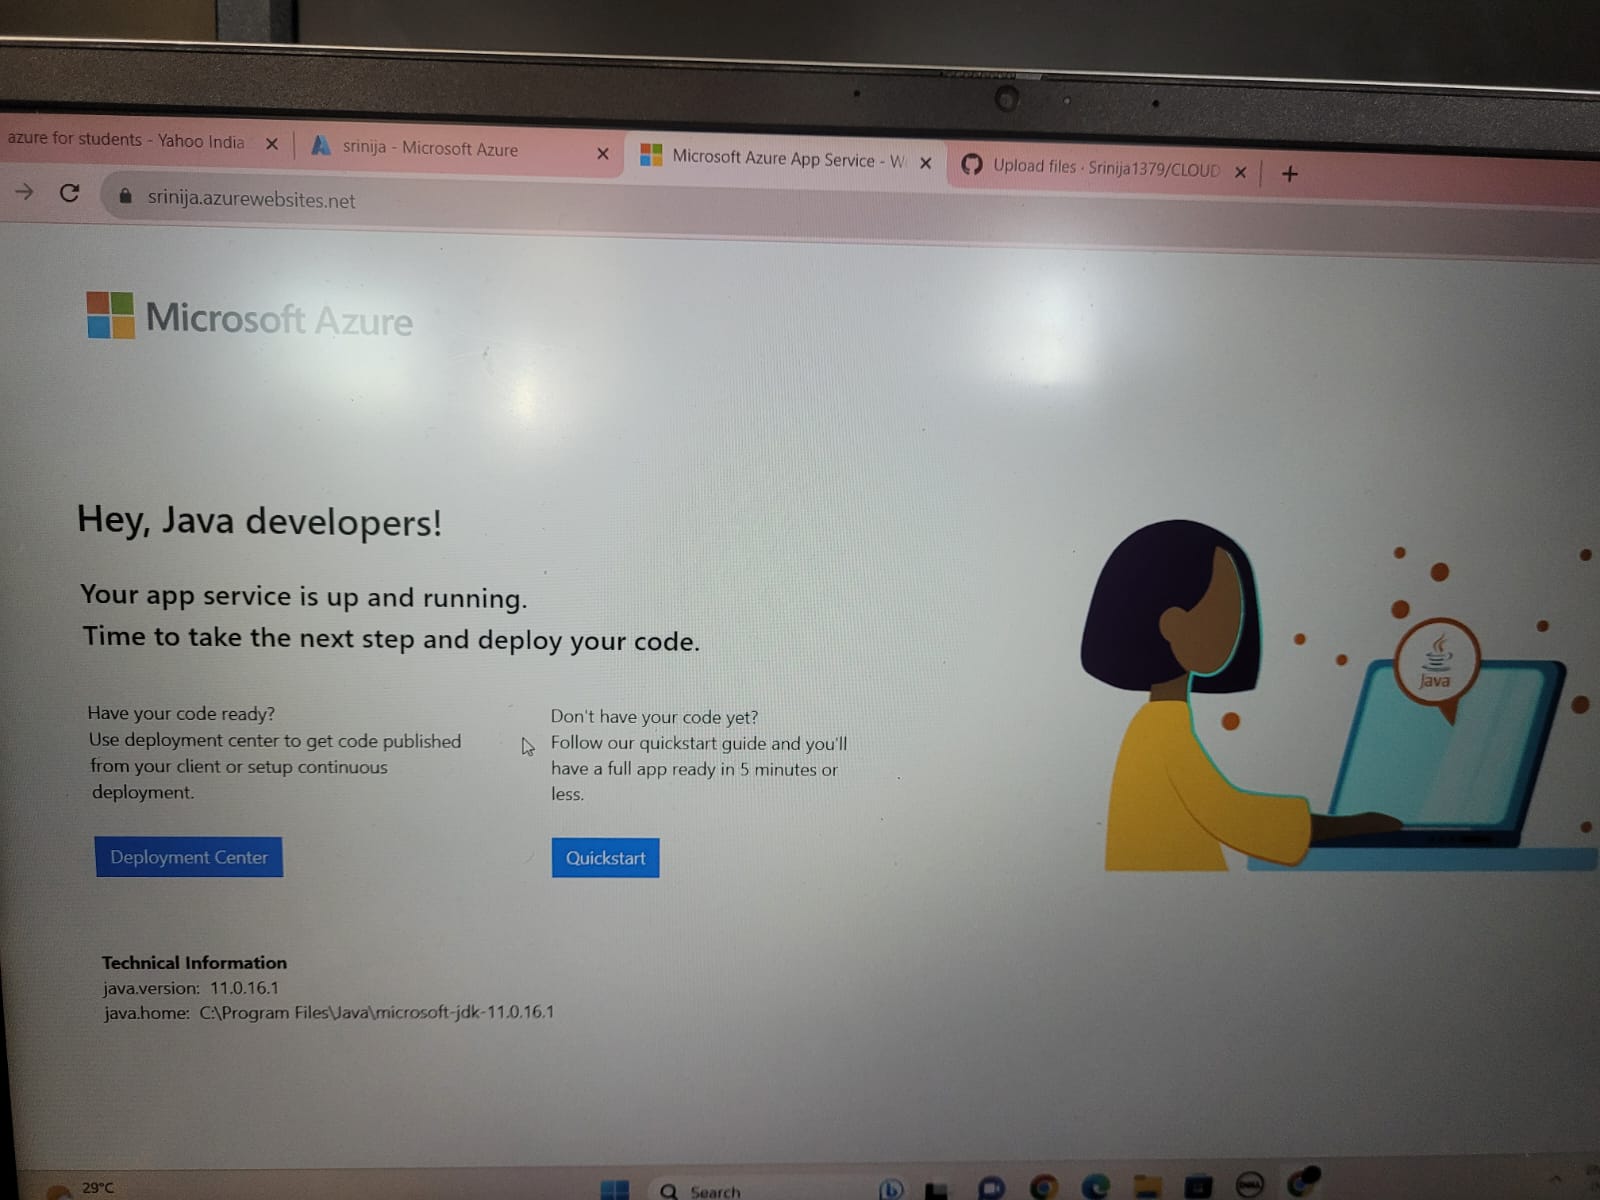 azure for students - Yahoo India
srinija - Microsoft Azure
Microsoft Azure App Service - W
Upload files · Srinija1379/CLOUD
srinija.azurewebsites.net
Microsoft Azure
Hey, Java developers!
Your app service is up and running.
Time to take the next step and deploy your code.
Have your code ready?
Use deployment center to get code published
from your client or setup continuous
deployment.
Deployment Center
Don't have your code yet?
Follow our quickstart guide and you'll
have a full app ready in 5 minutes or
less.
Quickstart
Java
Technical Information
java.version: 11.0.16.1
java.home: C:\Program Files\Java\microsoft-jdk-11.0.16.1
29°C
Search
DELL